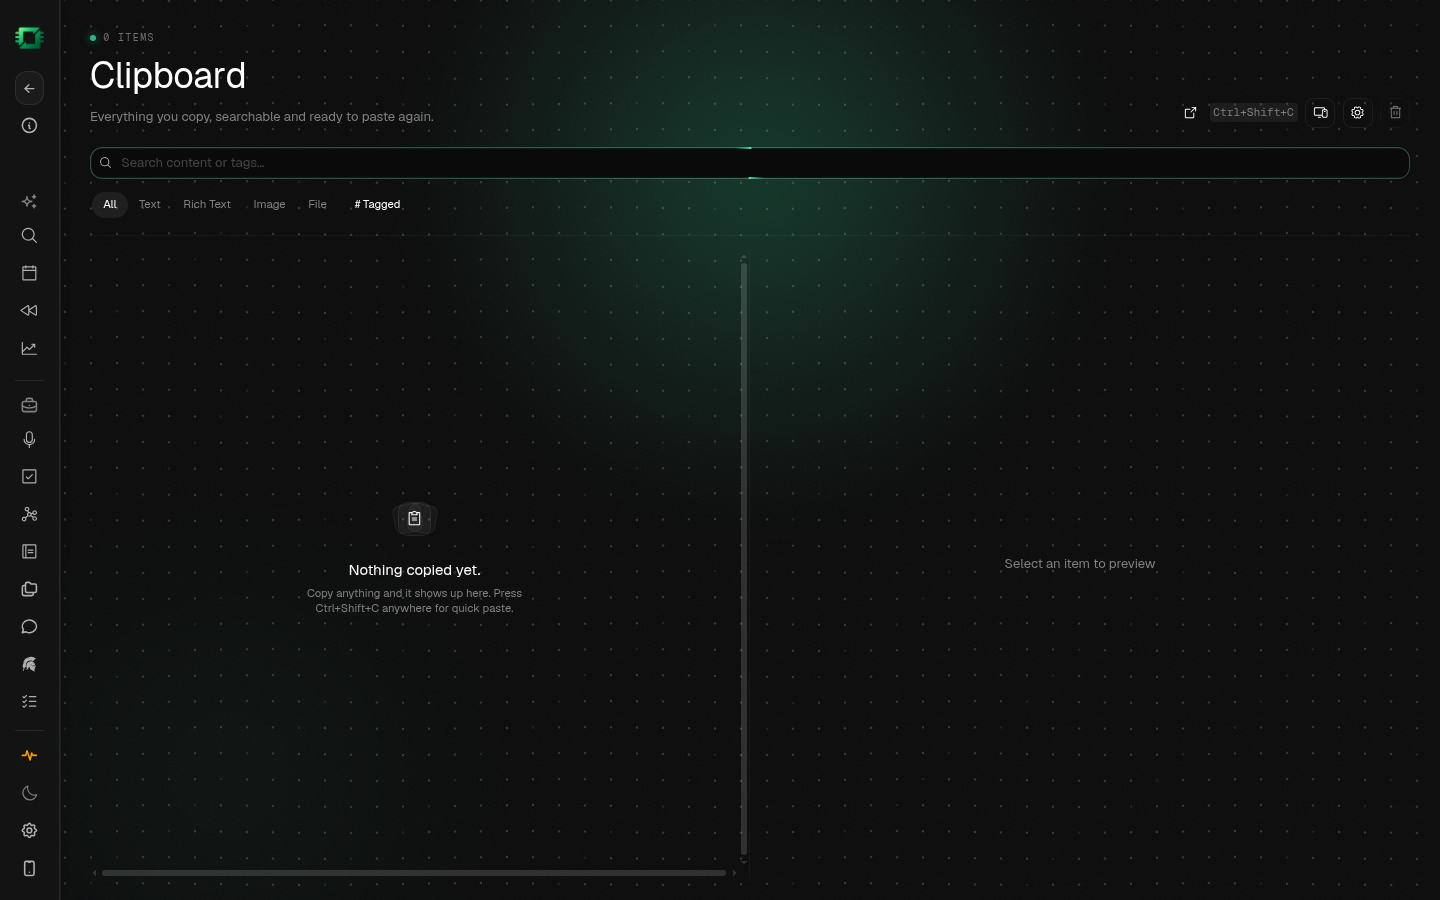 0 ITEMS
Clipboard
Everything you copy, searchable and ready to paste again.
Ctrl+Shift+C
Search content or tags...
All Text Rich Text Image File # Tagged
Nothing copied yet.
Copy anything and it shows up here. Press
Ctrl+Shift+C anywhere for quick paste.
Select an item to preview